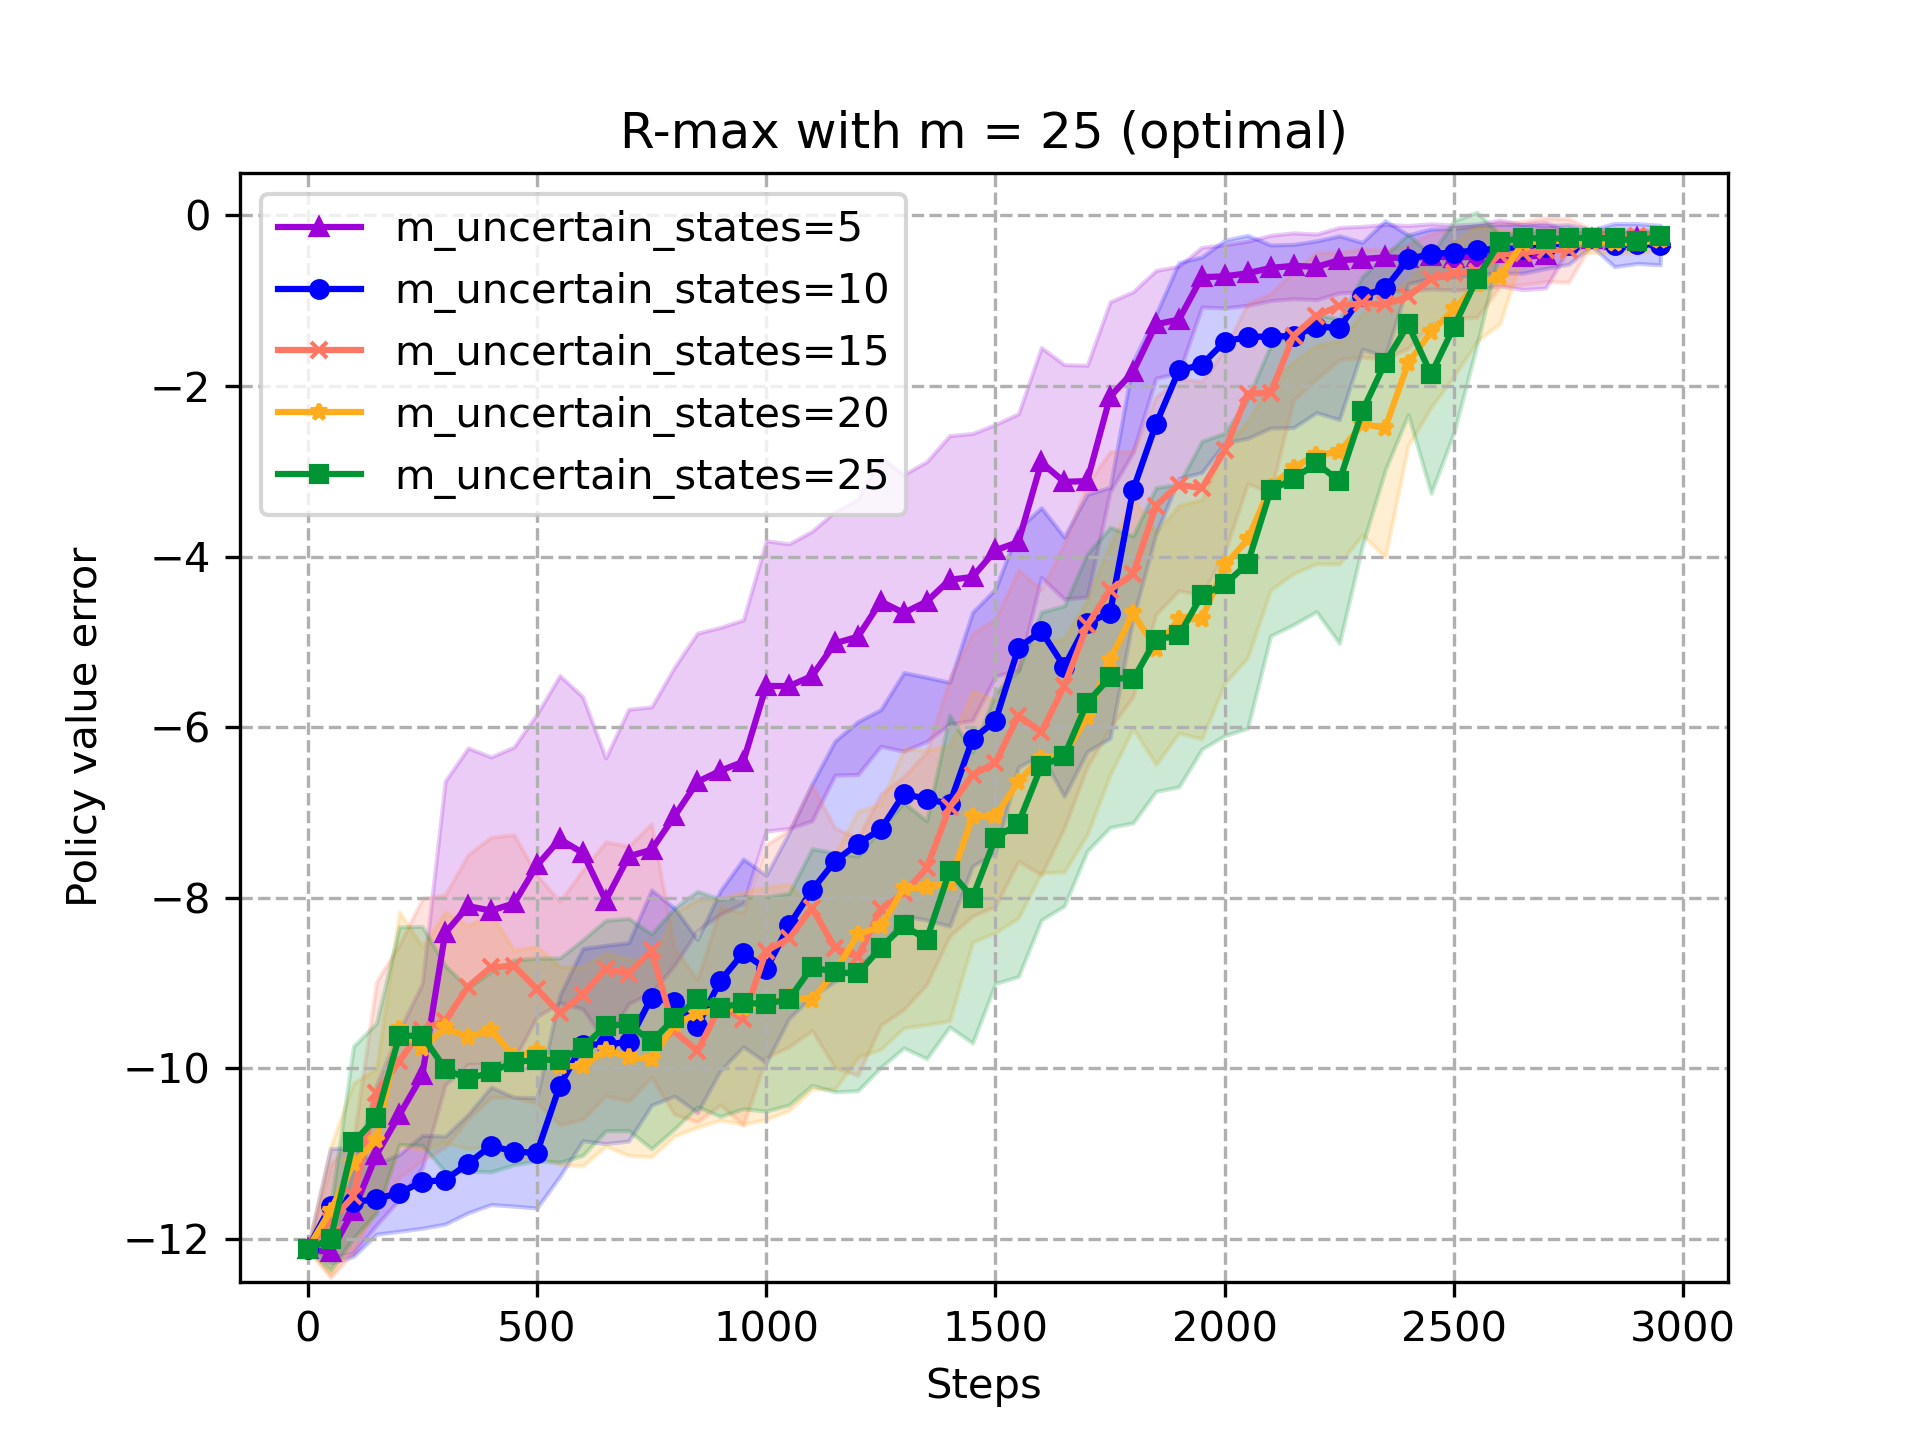 R-max with m = 25 (optimal)
m_uncertain_states=5
m_uncertain_states=10
m_uncertain_states=15
m_uncertain_states=20
m_uncertain_states=25
Policy value error
0
−2
−4
−6
−8
−10
−12
0 500 1000 1500 2000 2500 3000
Steps